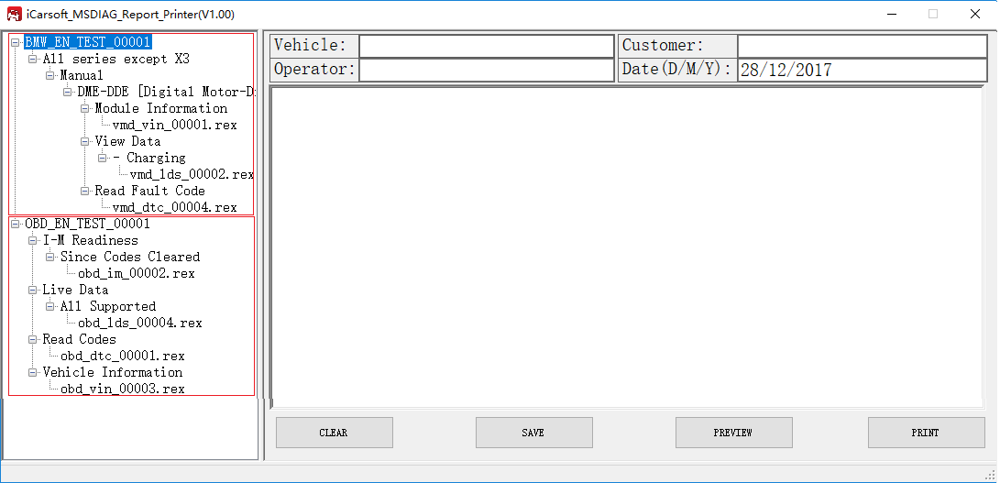 iCarsoft_MSDIAG_Report_Printer(V1.00)
BMW_EN_TEST_00001
All series except X3
Manual
DME-DDE [Digital Motor-D
Module Information
vmd_vin_00001.rex
View Data
- Charging
vmd_lds_00002.rex
Read Fault Code
vmd_dtc_00004.rex
OBD_EN_TEST_00001
I-M Readiness
Since Codes Cleared
obd_im_00002.rex
Live Data
All Supported
obd_lds_00004.rex
Read Codes
obd_dtc_00001.rex
Vehicle Information
obd_vin_00003.rex
Vehicle: Customer:
Operator: Date(D/M/Y): 28/12/2017
CLEAR SAVE PREVIEW PRINT